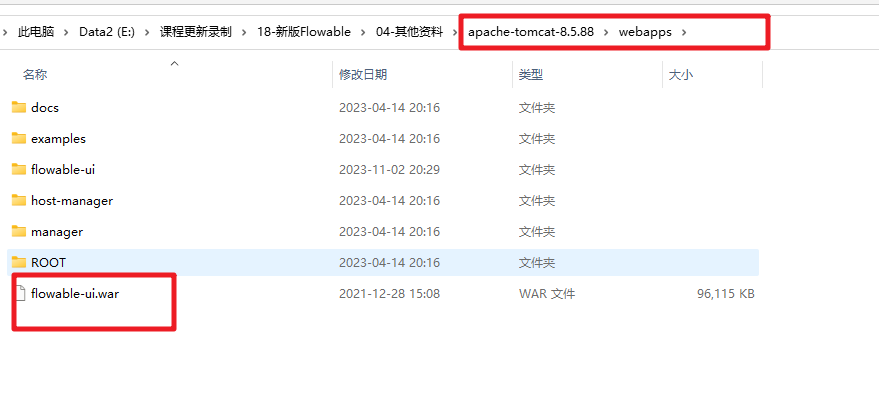 此电脑 Data2 (E:) 课程更新录制 18-新版Flowable 04-其他资料 apache-tomcat-8.5.88 webapps
名称 修改日期 类型 大小
docs 2023-04-14 20:16 文件夹
examples 2023-04-14 20:16 文件夹
flowable-ui 2023-11-02 20:29 文件夹
host-manager 2023-04-14 20:16 文件夹
manager 2023-04-14 20:16 文件夹
ROOT 2023-04-14 20:16 文件夹
flowable-ui.war 2021-12-28 15:08 WAR 文件 96,115 KB